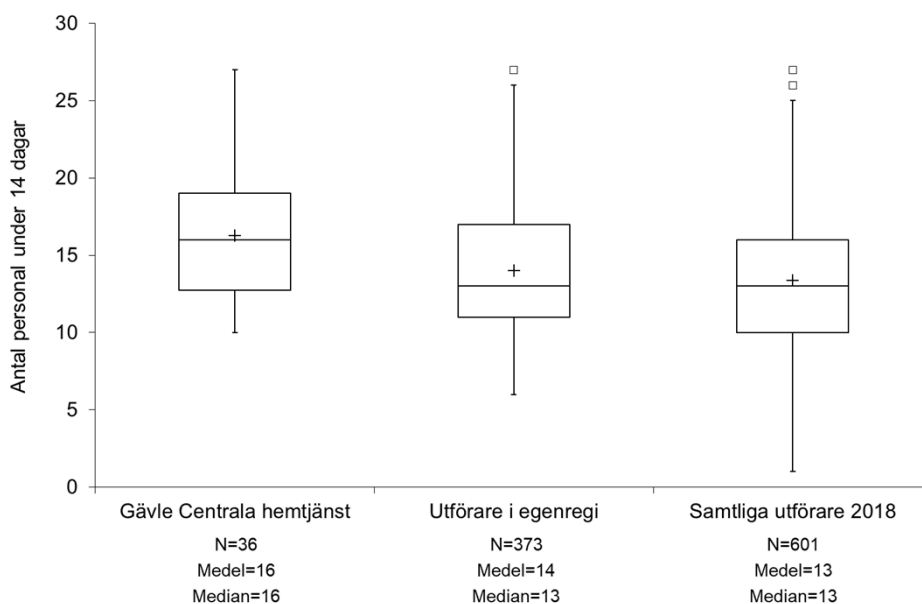 Antal personal under 14 dagar
30
25
20
15
10
5
0
Gävle Centrala hemtjänst
N=36
Medel=16
Median=16
Utförare i egenregi
N=373
Medel=14
Median=13
Samtliga utförare 2018
N=601
Medel=13
Median=13